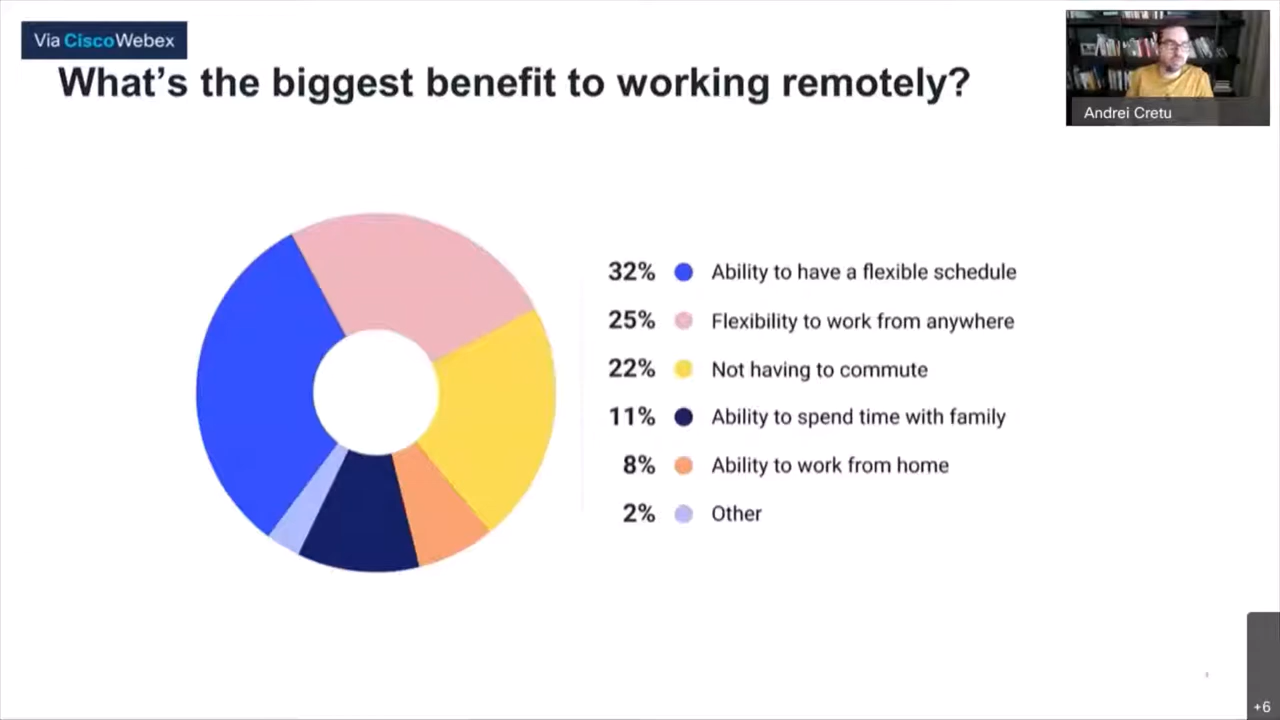 Via CiscoWebex
What's the biggest benefit to working remotely?
Andrei Cretu
32% Ability to have a flexible schedule
25% Flexibility to work from anywhere
22% Not having to commute
11% Ability to spend time with family
8% Ability to work from home
2% Other
+6